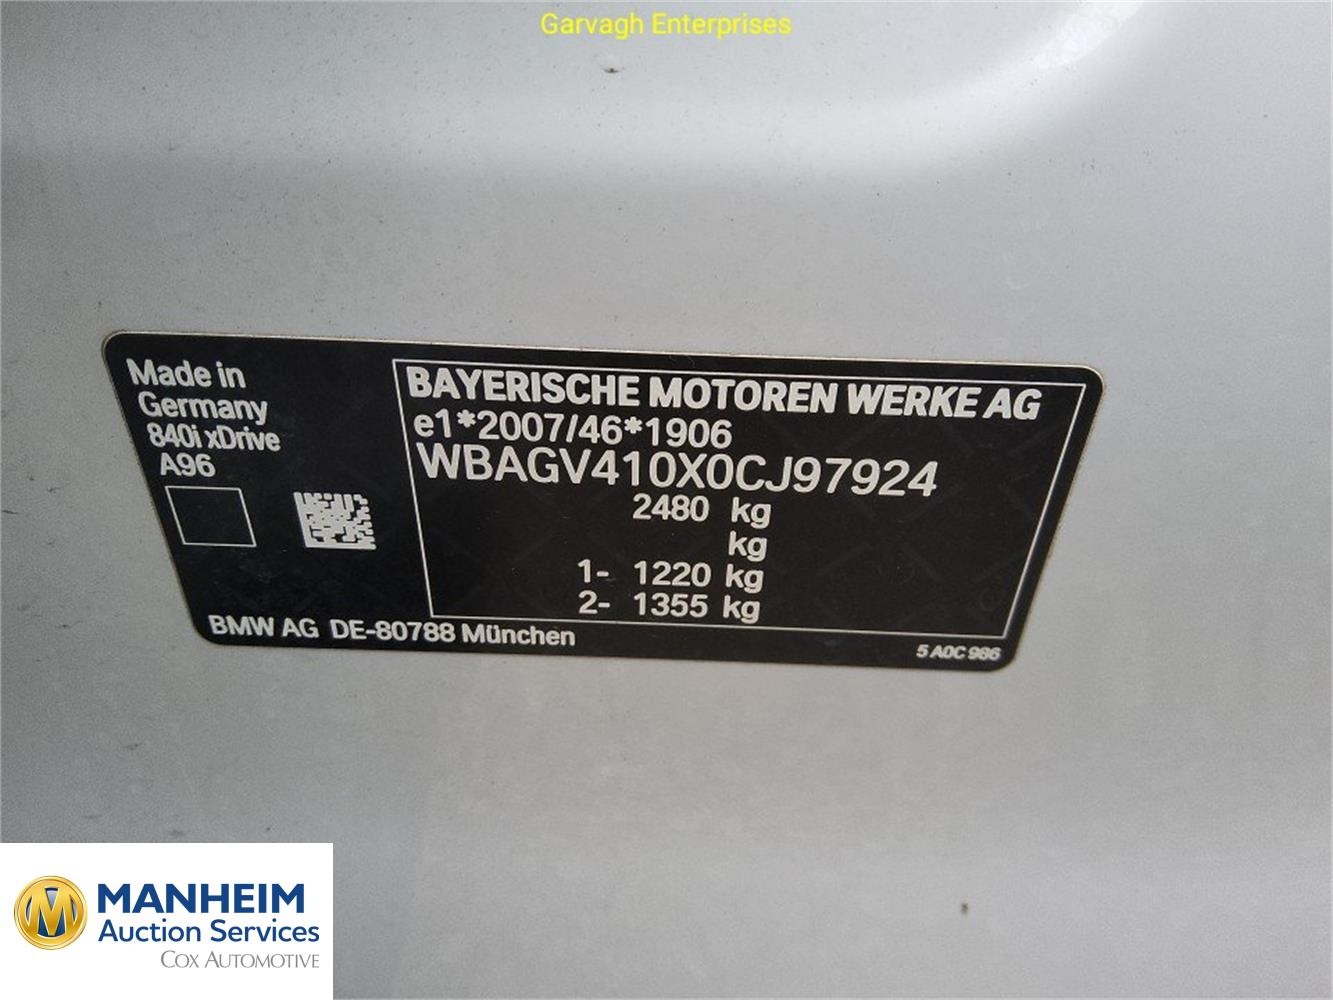 Garvagh Enterprises
Made in
Germany
840i xDrive
A96
BAYERISCHE MOTOREN WERKE AG
e1*2007/46*1906
WBAGV410X0CJ97924
2480 kg
kg
1- 1220 kg
2- 1355 kg
BMW AG DE-80788 München
5 A0C 986
MANHEIM
Auction Services
COX AUTOMOTIVE